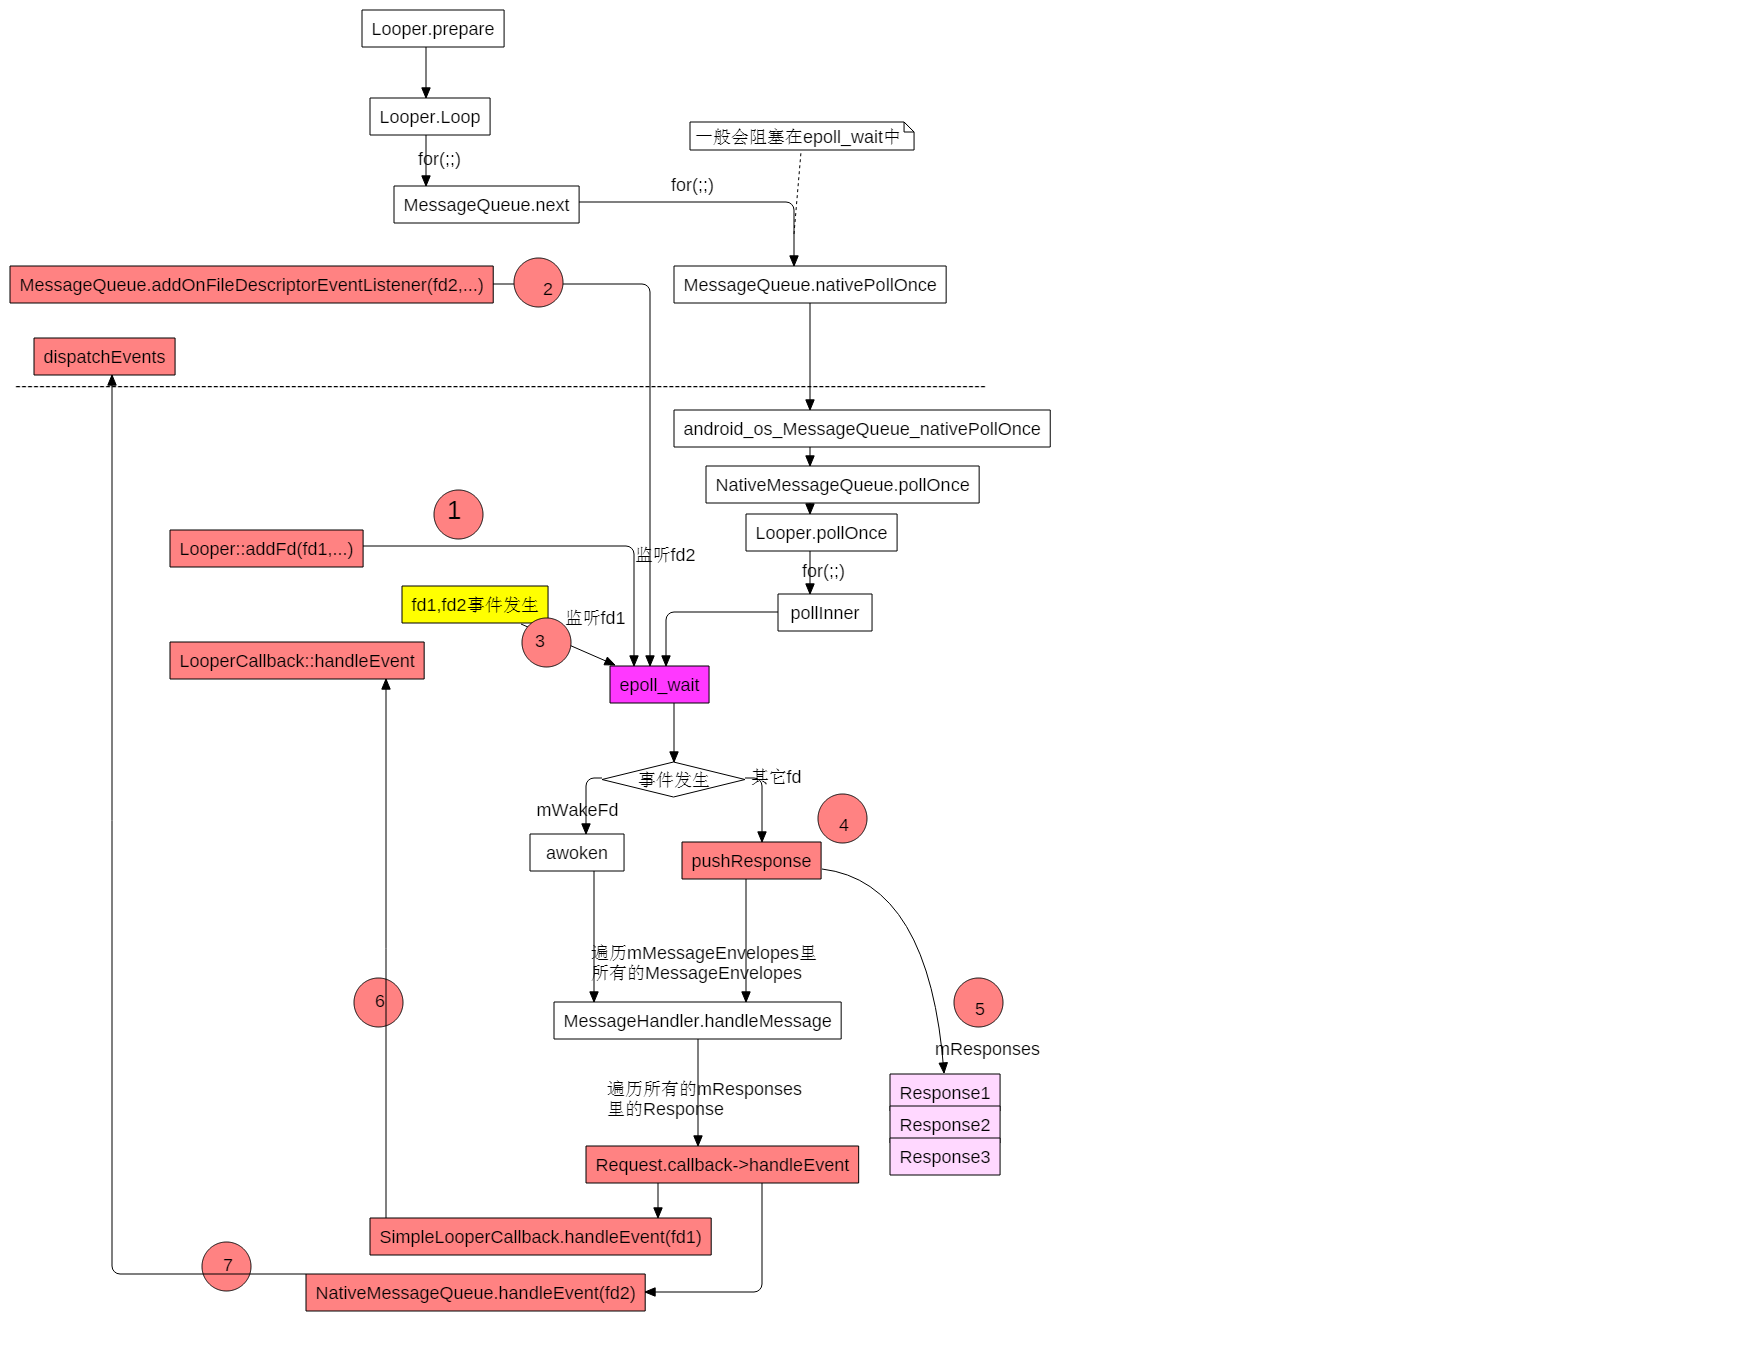 Looper.prepare
Looper.Loop
for(;;)
一般会阻塞在epoll_wait中
MessageQueue.next
for(;;)
MessageQueue.addOnFileDescriptorEventListener(fd2,...)
2
MessageQueue.nativePollOnce
dispatchEvents
android_os_MessageQueue_nativePollOnce
NativeMessageQueue.pollOnce
1
Looper.pollOnce
Looper::addFd(fd1,...)
监听fd2
for(;;)
fd1,fd2事件发生
监听fd1
pollInner
3
LooperCallback::handleEvent
epoll_wait
事件发生
其它fd
mWakeFd
4
awoken
pushResponse
遍历mMessageEnvelopes里
所有的MessageEnvelopes
6
5
MessageHandler.handleMessage
mResponses
遍历所有的mResponses
里的Response
Response1
Response2
Response3
Request.callback->handleEvent
SimpleLooperCallback.handleEvent(fd1)
7
NativeMessageQueue.handleEvent(fd2)